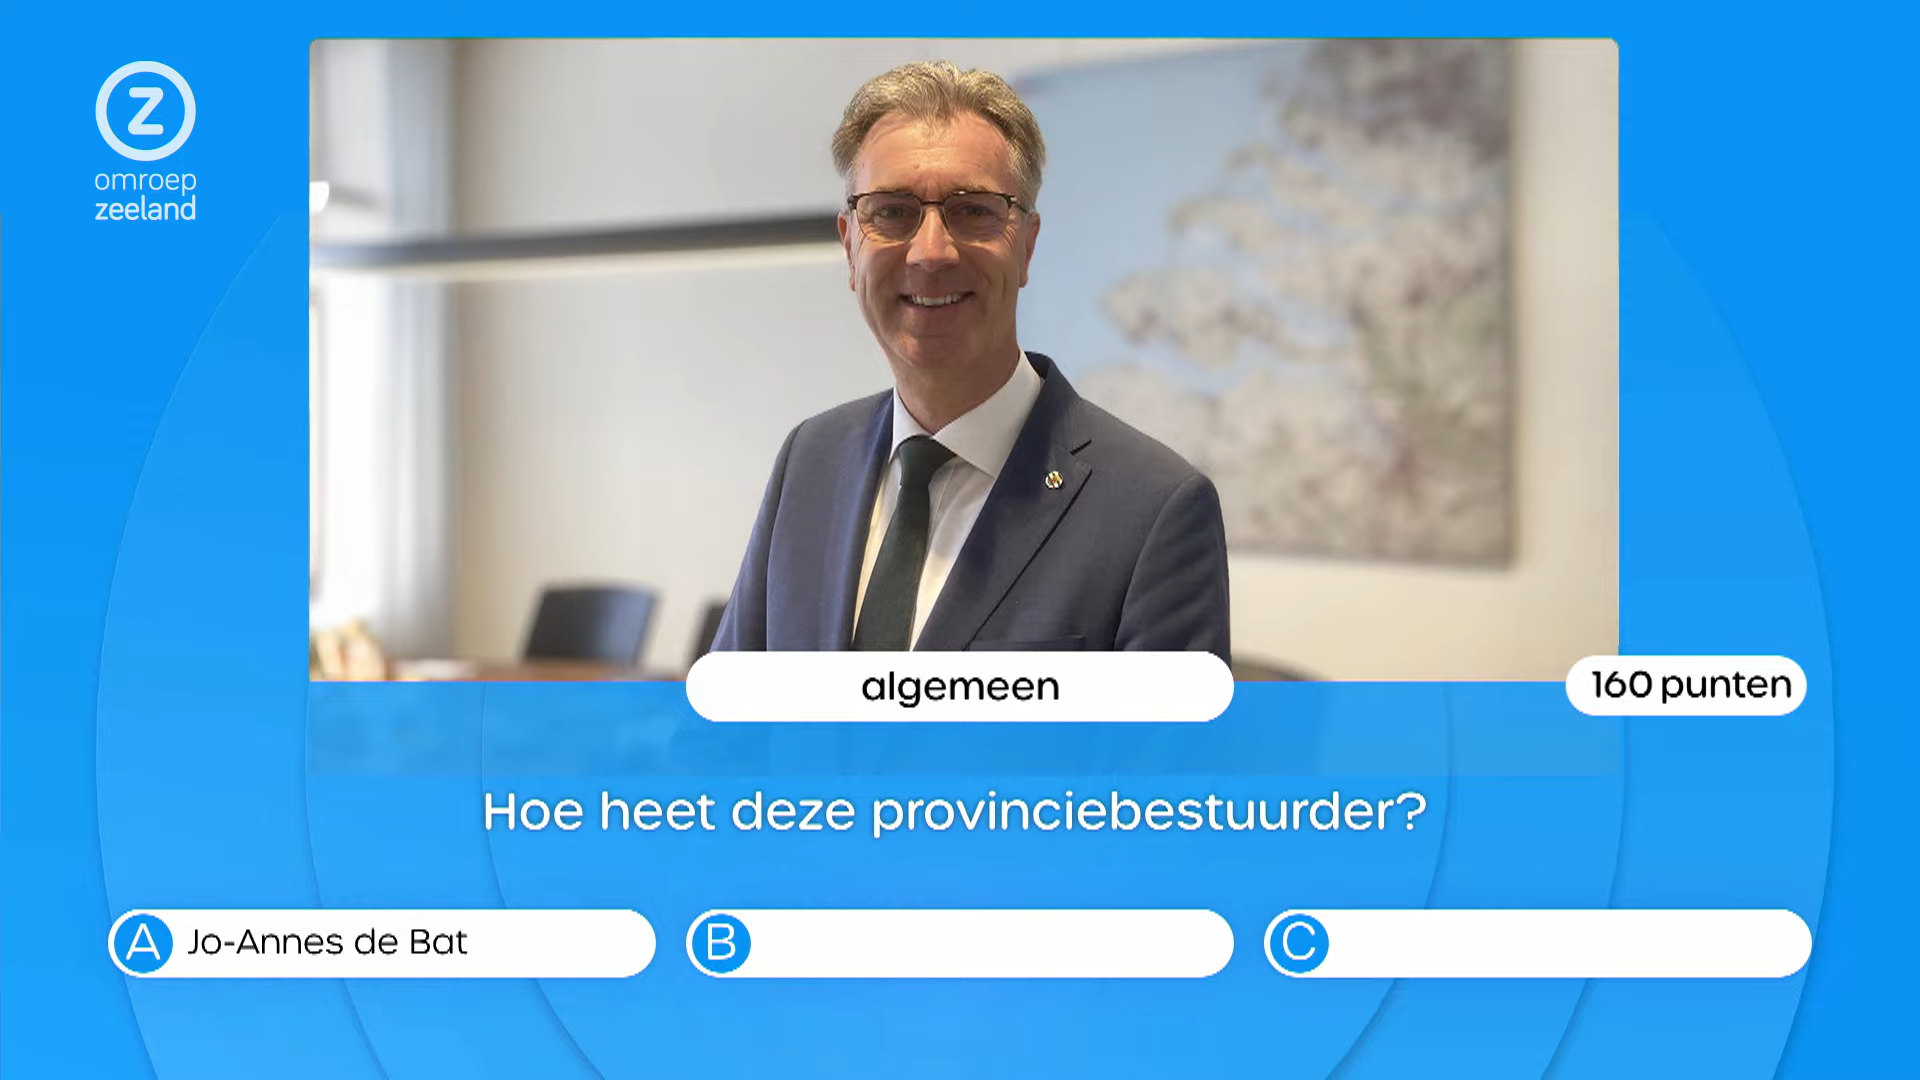 Z
omroep
zeeland
algemeen
160 punten
Hoe heet deze provinciebestuurder?
A Jo-Annes de Bat
B
C